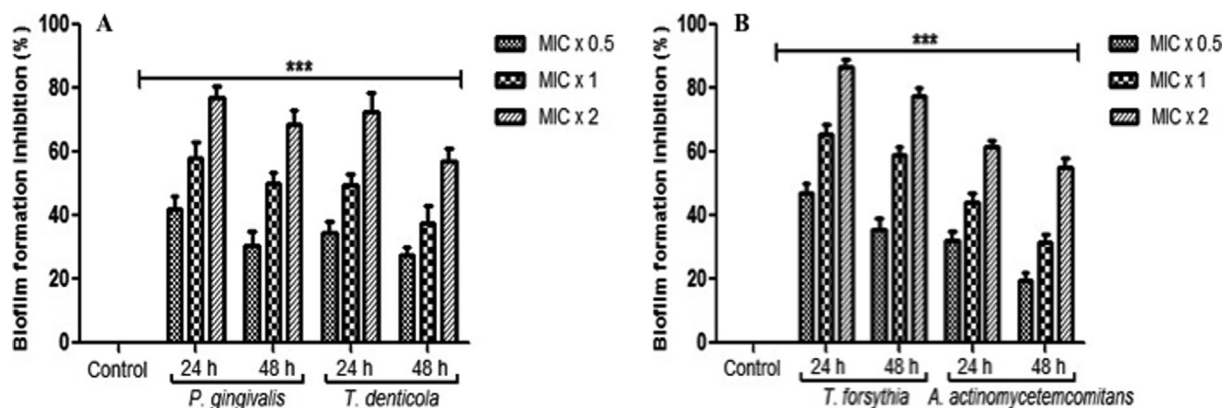 A
Biofilm formation Inhibition (%)
100
80
60
40
20
0
***
MIC x 0.5
MIC x 1
MIC x 2
Control
24 h
48 h
24 h
48 h
P. gingivalis
T. denticola
B
Biofilm formation Inhibition (%)
100
80
60
40
20
0
***
MIC x 0.5
MIC x 1
MIC x 2
Control
24 h
48 h
24 h
48 h
T. forsythia
A. actinomycetemcomitans